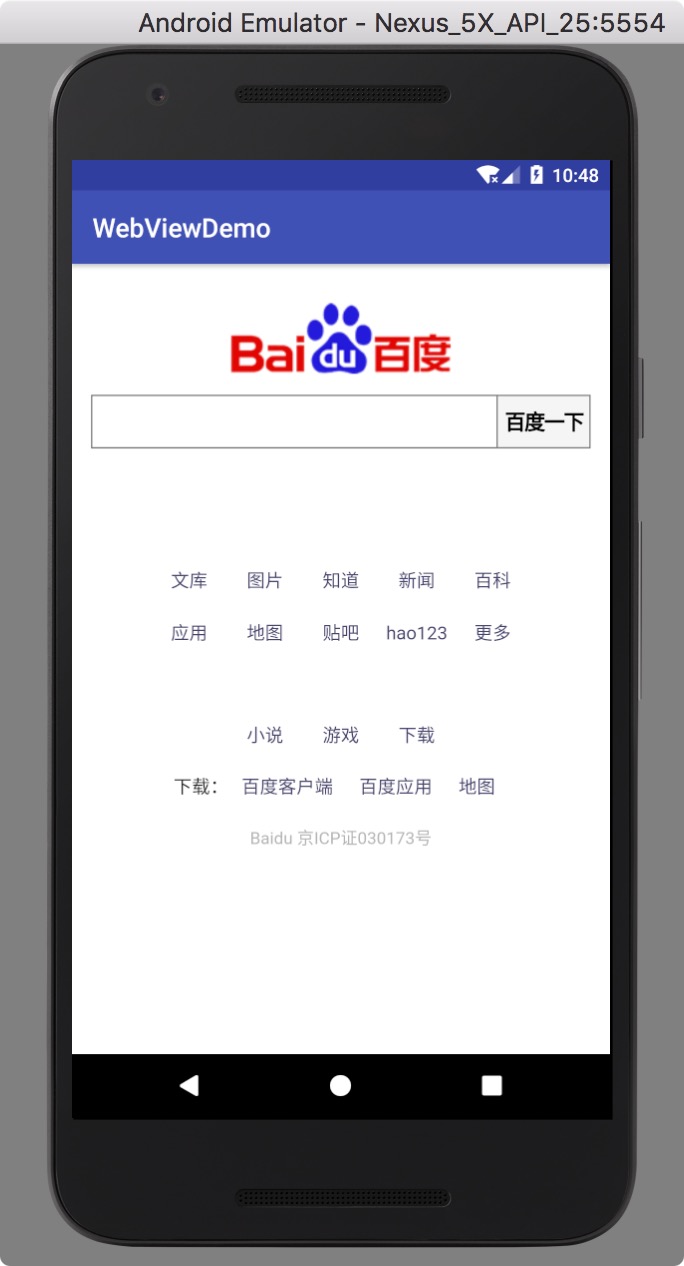 Android Emulator - Nexus_5X_API_25:5554
10:48
WebViewDemo
Bai du 百度
百度一下
文库 图片 知道 新闻 百科
应用 地图 贴吧 hao123 更多
小说 游戏 下载
下载： 百度客户端 百度应用 地图
Baidu 京ICP证030173号